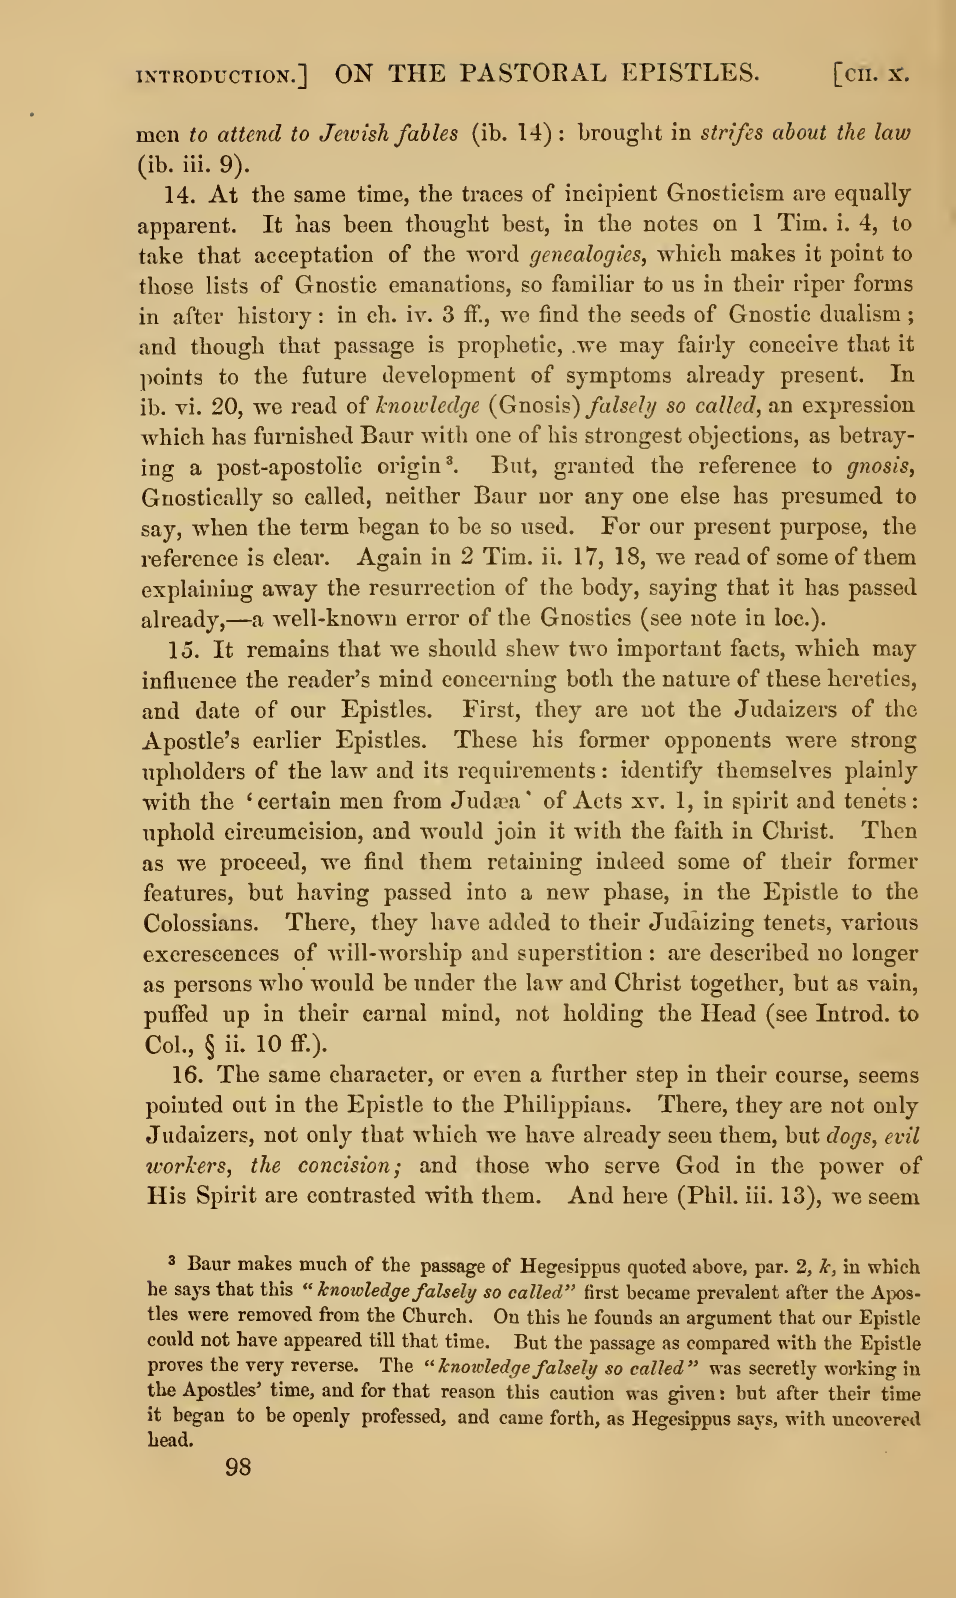 INTRODUCTION.] ON THE PASTORAL EPISTLES. [CH. X.
men to attend to Jewish fables (ib. 14): brought in strifes about the law
(ib. iii. 9).
14. At the same time, the traces of incipient Gnosticism are equally
apparent. It has been thought best, in the notes on 1 Tim. i. 4, to
take that acceptation of the word genealogies, which makes it point to
those lists of Gnostic emanations, so familiar to us in their riper forms
in after history: in ch. iv. 3 ff., we find the seeds of Gnostic dualism;
and though that passage is prophetic, we may fairly conceive that it
points to the future development of symptoms already present. In
ib. vi. 20, we read of knowledge (Gnosis) falsely so called, an expression
which has furnished Baur with one of his strongest objections, as betray-
ing a post-apostolic origin³. But, granted the reference to gnosis,
Gnostically so called, neither Baur nor any one else has presumed to
say, when the term began to be so used. For our present purpose, the
reference is clear. Again in 2 Tim. ii. 17, 18, we read of some of them
explaining away the resurrection of the body, saying that it has passed
already,—a well-known error of the Gnostics (see note in loc.).
15. It remains that we should shew two important facts, which may
influence the reader's mind concerning both the nature of these heretics,
and date of our Epistles. First, they are not the Judaizers of the
Apostle's earlier Epistles. These his former opponents were strong
upholders of the law and its requirements: identify themselves plainly
with the 'certain men from Judæa' of Acts xv. 1, in spirit and tenets:
uphold circumcision, and would join it with the faith in Christ. Then
as we proceed, we find them retaining indeed some of their former
features, but having passed into a new phase, in the Epistle to the
Colossians. There, they have added to their Judaizing tenets, various
excrescences of will-worship and superstition: are described no longer
as persons who would be under the law and Christ together, but as vain,
puffed up in their carnal mind, not holding the Head (see Introd. to
Col., § ii. 10 ff.).
16. The same character, or even a further step in their course, seems
pointed out in the Epistle to the Philippians. There, they are not only
Judaizers, not only that which we have already seen them, but dogs, evil
workers, the concision; and those who serve God in the power of
His Spirit are contrasted with them. And here (Phil. iii. 13), we seem
³ Baur makes much of the passage of Hegesippus quoted above, par. 2, k, in which
he says that this "knowledge falsely so called" first became prevalent after the Apos-
tles were removed from the Church. On this he founds an argument that our Epistle
could not have appeared till that time. But the passage as compared with the Epistle
proves the very reverse. The "knowledge falsely so called" was secretly working in
the Apostles' time, and for that reason this caution was given: but after their time
it began to be openly professed, and came forth, as Hegesippus says, with uncovered
head.
98